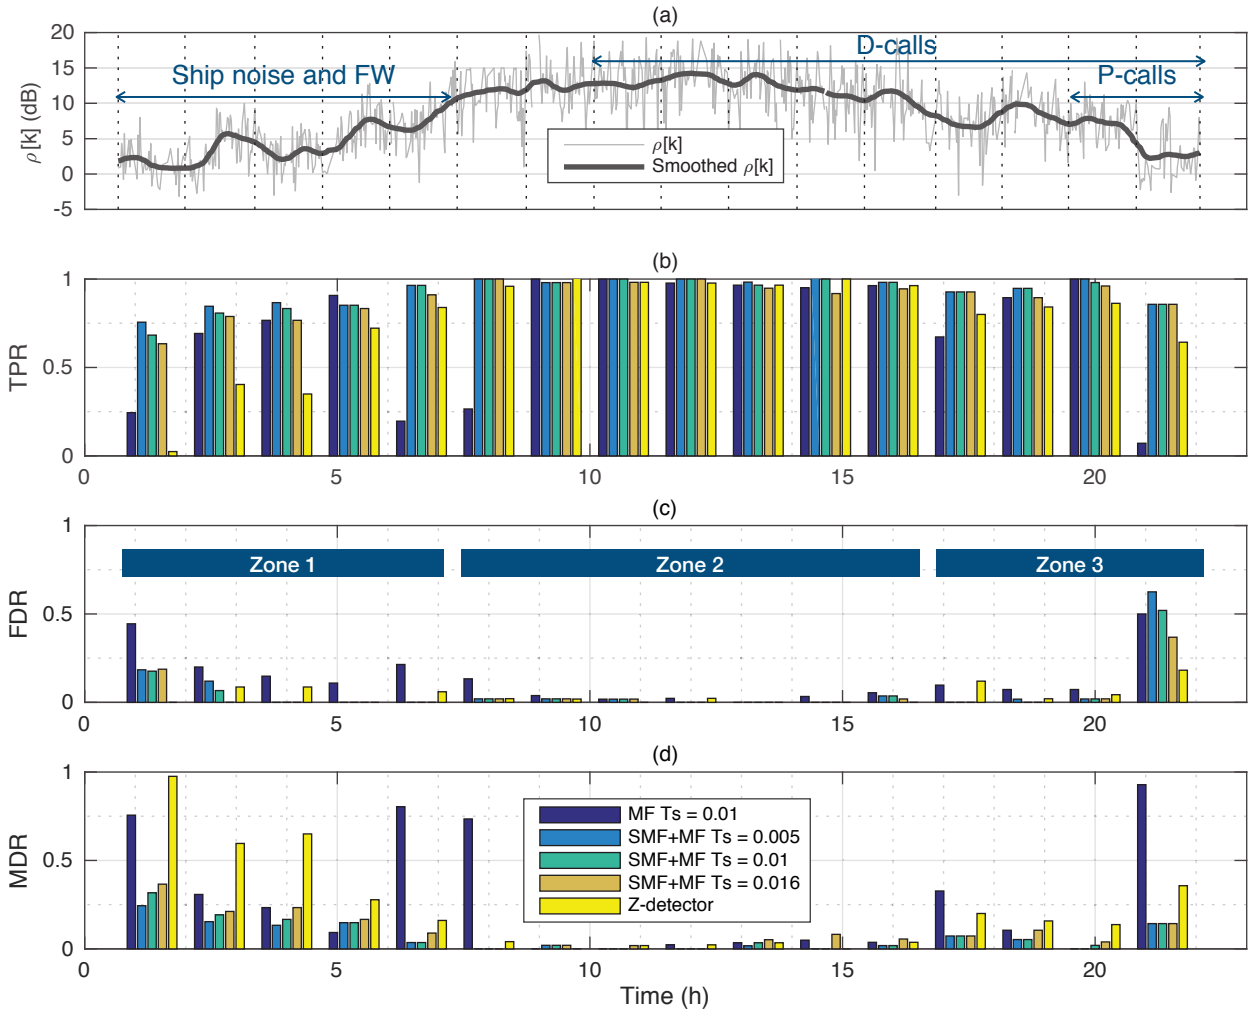 (a)
20
15
10
5
0
-5
ρ[k] (dB)
Ship noise and FW
D-calls
P-calls
ρ[k]
Smoothed ρ[k]
(b)
1
0.5
0
TPR
0
5
10
15
20
(c)
1
0.5
0
FDR
Zone 1
Zone 2
Zone 3
0
5
10
15
20
(d)
1
0.5
0
MDR
MF Ts = 0.01
SMF+MF Ts = 0.005
SMF+MF Ts = 0.01
SMF+MF Ts = 0.016
Z-detector
0
5
10
15
20
Time (h)